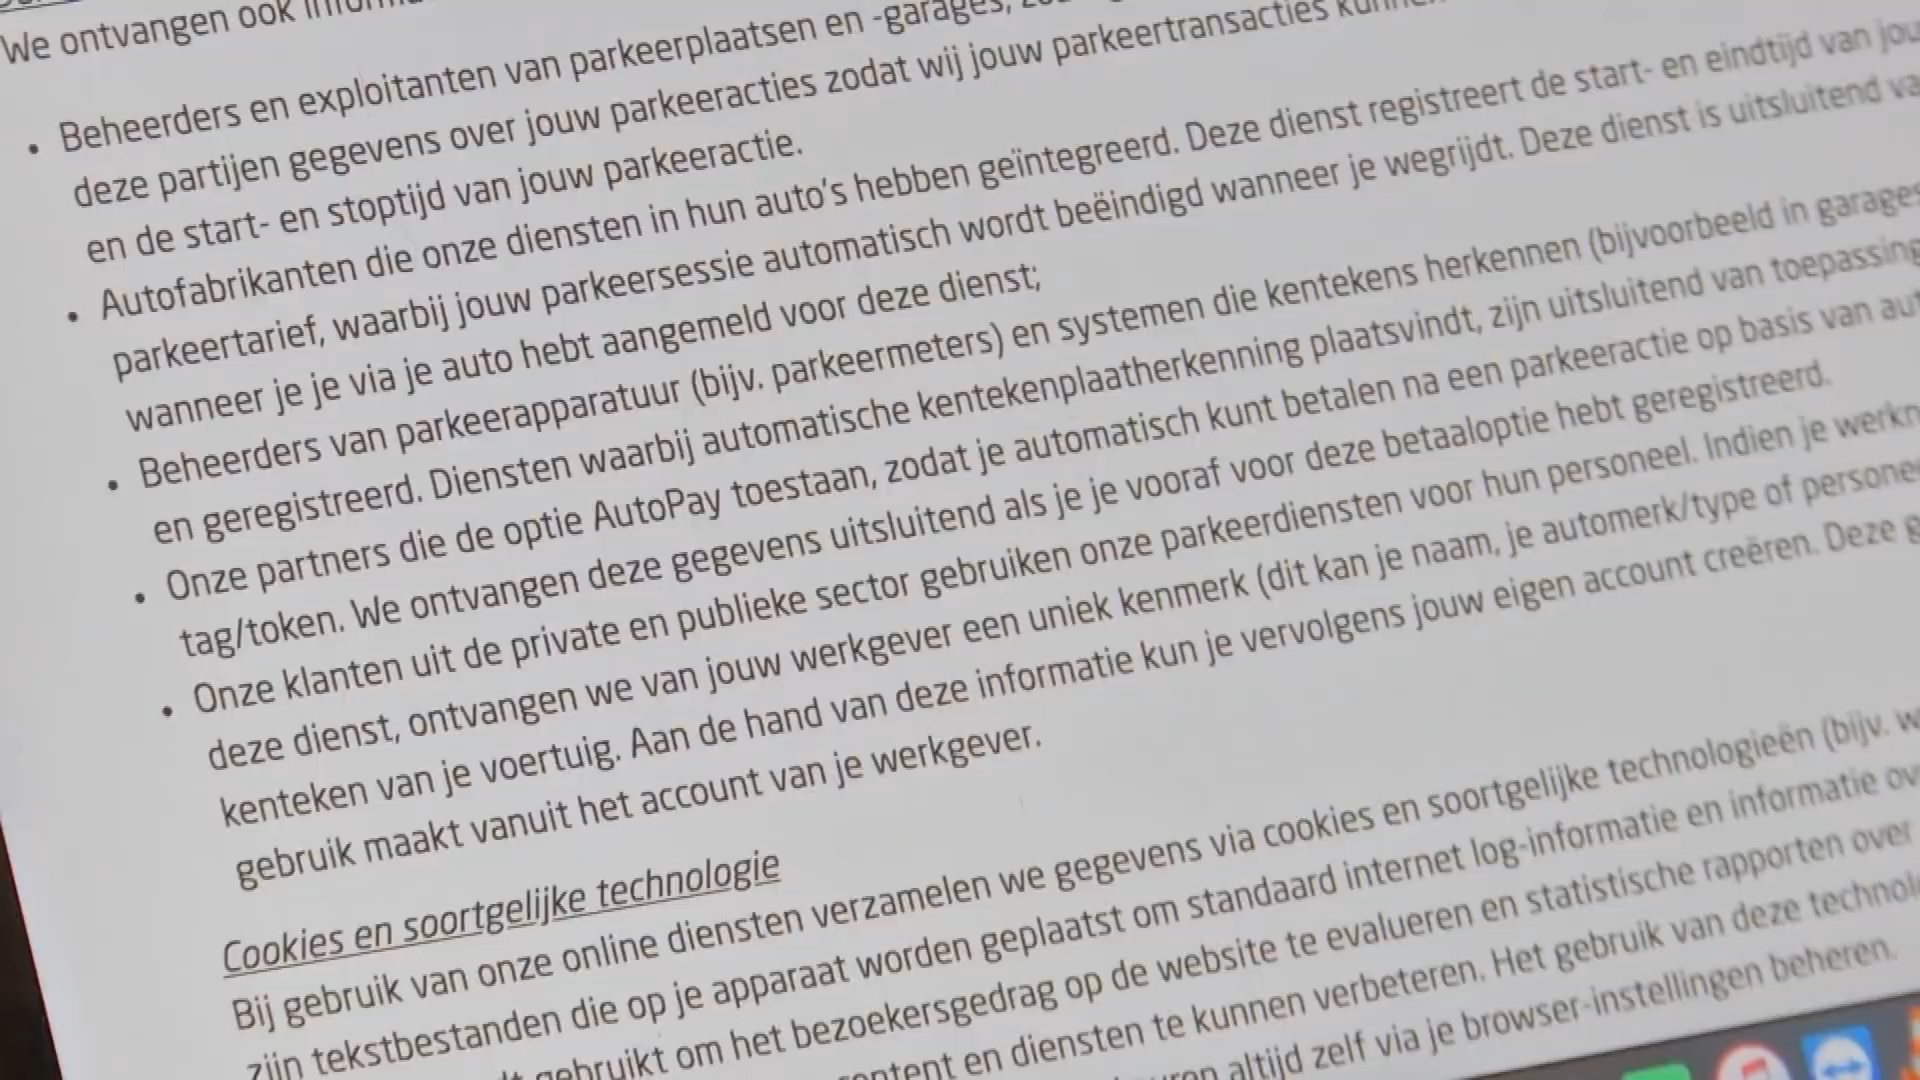 We ontvangen ook
Beheerders en exploitanten van parkeerplaatsen en -garages,
deze partijen gegevens over jouw parkeeracties zodat wij jouw parkeertransacties
en de start- en stoptijd van jouw parkeeractie.
Autofabrikanten die onze diensten in hun auto's hebben geïntegreerd. Deze dienst registreert de start- en eindtijd van
parkeertarief, waarbij jouw parkeersessie automatisch wordt beëindigd wanneer je wegrijdt. Deze dienst is uitsluitend
wanneer je je via je auto hebt aangemeld voor deze dienst;
Beheerders van parkeerapparatuur (bijv. parkeermeters) en systemen die kentekens herkennen (bijvoorbeeld in garages
en geregistreerd. Diensten waarbij automatische kentekenplaatherkenning plaatsvindt, zijn uitsluitend van toepassing
Onze partners die de optie AutoPay toestaan, zodat je automatisch kunt betalen na een parkeeractie op basis van
tag/token. We ontvangen deze gegevens uitsluitend als je je vooraf voor deze betaaloptie hebt geregistreerd.
Onze klanten uit de private en publieke sector gebruiken onze parkeerdiensten voor hun personeel. Indien je
deze dienst, ontvangen we van jouw werkgever een uniek kenmerk (dit kan je naam, je automerk/type of
kenteken van je voertuig. Aan de hand van deze informatie kun je vervolgens jouw eigen account creëren. Deze
gebruik maakt vanuit het account van je werkgever.
Cookies en soortgelijke technologie
Bij gebruik van onze online diensten verzamelen we gegevens via cookies en soortgelijke technologieën (bijv.
zijn tekstbestanden die op je apparaat worden geplaatst om standaard internet log-informatie en informatie
gebruikt om het bezoekersgedrag op de website te evalueren en statistische rapporten over
content en diensten te kunnen verbeteren. Het gebruik van deze
altijd zelf via je browser-instellingen beheren.